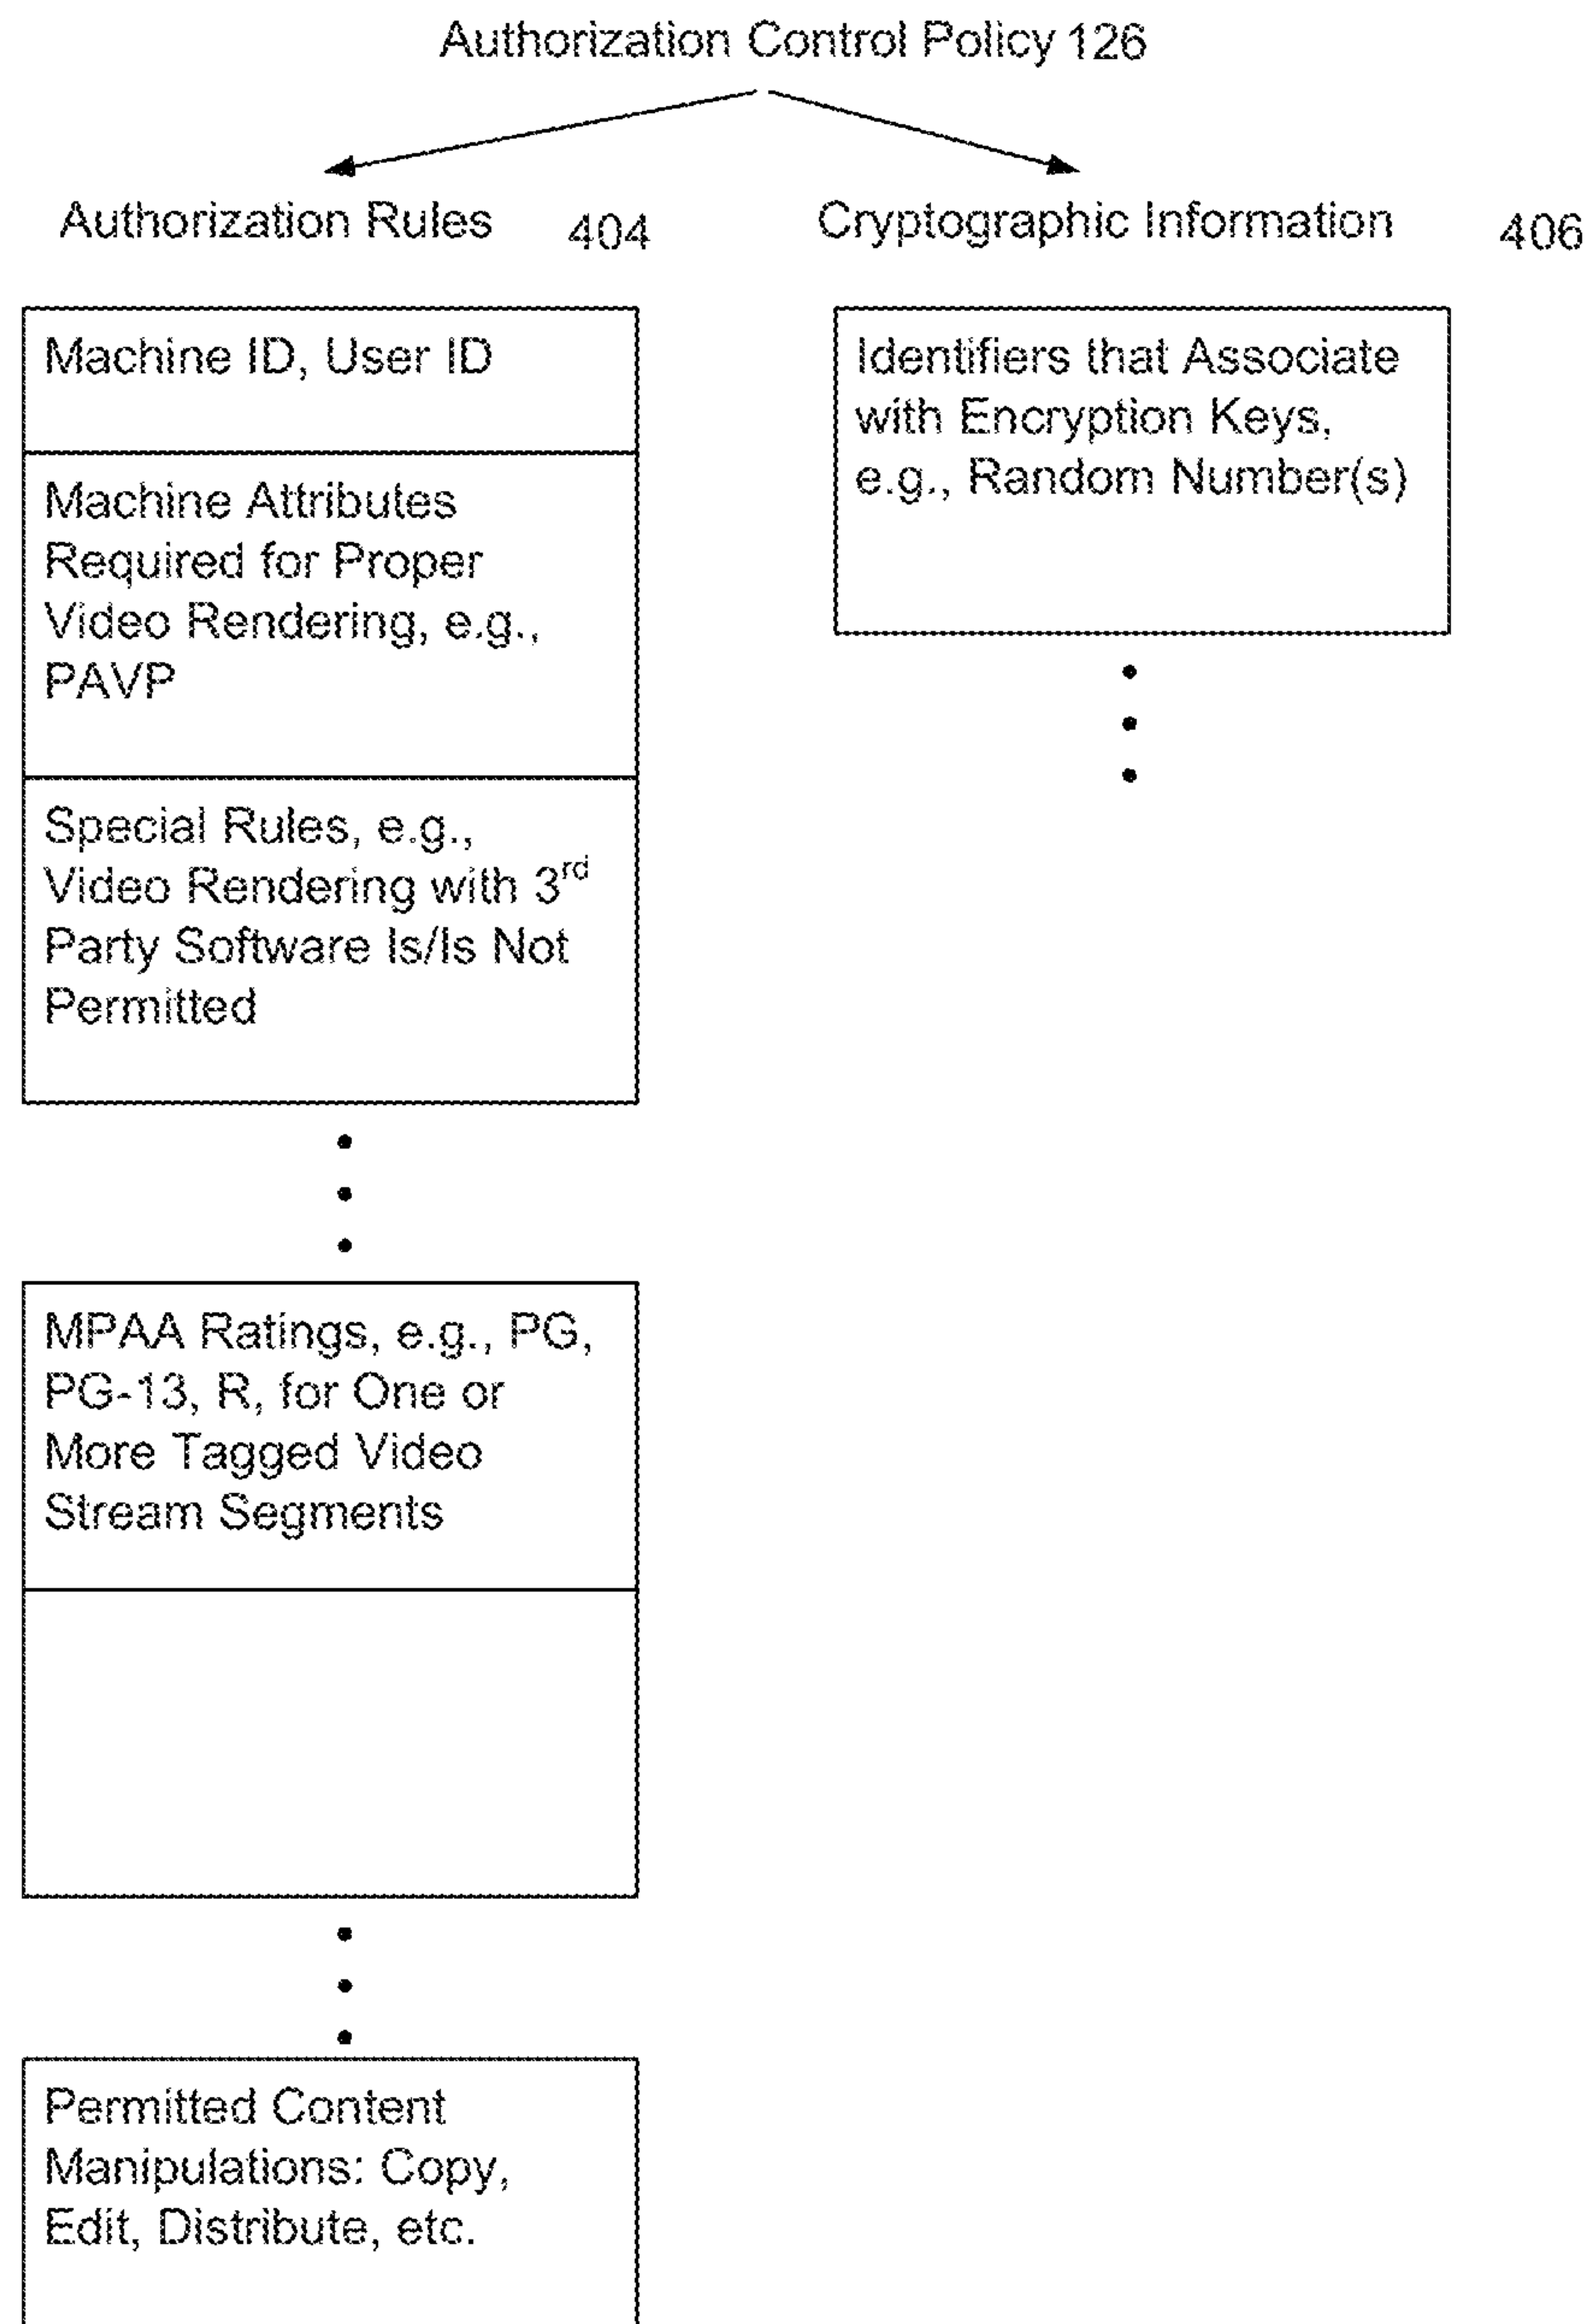 Authorization Control Policy 126
Authorization Rules 404
Cryptographic Information 406
Machine ID, User ID
Machine Attributes
Required for Proper
Video Rendering, e.g.,
PAVP
Special Rules, e.g.,
Video Rendering with 3rd
Party Software Is/Is Not
Permitted
MPAA Ratings, e.g., PG,
PG-13, R, for One or
More Tagged Video
Stream Segments
Permitted Content
Manipulations: Copy,
Edit, Distribute, etc.
Identifiers that Associate
with Encryption Keys,
e.g., Random Number(s)